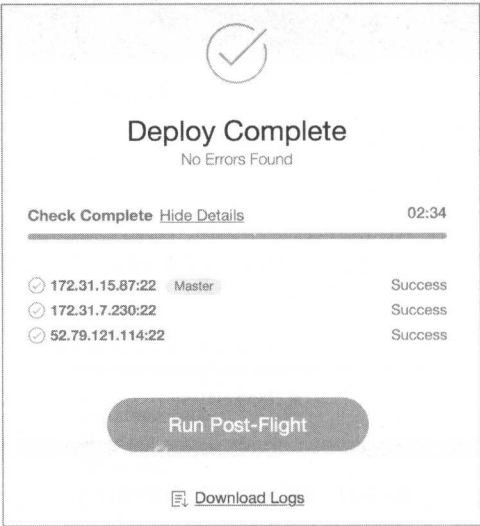 Deploy Complete
No Errors Found
Check Complete Hide Details 02:34
172.31.15.87:22 Master Success
172.31.7.230:22 Success
52.79.121.114:22 Success
Run Post-Flight
Download Logs